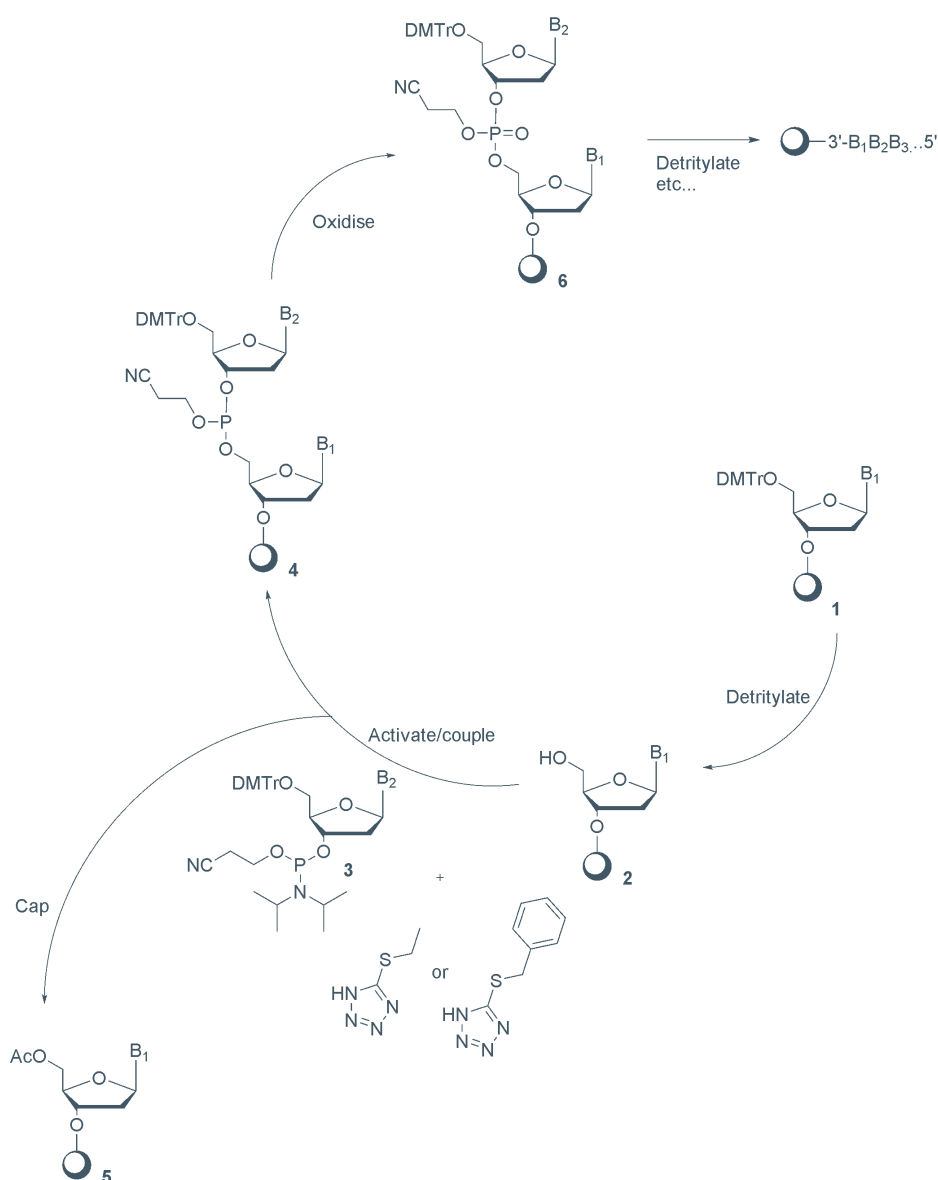 DMTrO
B2
O
O
NC
O
P
O
O
B1
O
O
6
Detritylate
etc...
3'-B1B2B3...5'
Oxidise
DMTrO
B2
O
O
NC
O
P
O
B1
O
O
4
DMTrO
B1
O
O
1
Detritylate
Activate/couple
HO
B1
O
O
2
DMTrO
B2
O
O
O
NC
P
N
3
+
Cap
S
or
HN
N
N
N
S
HN
N
N
N
AcO
B1
O
O
5